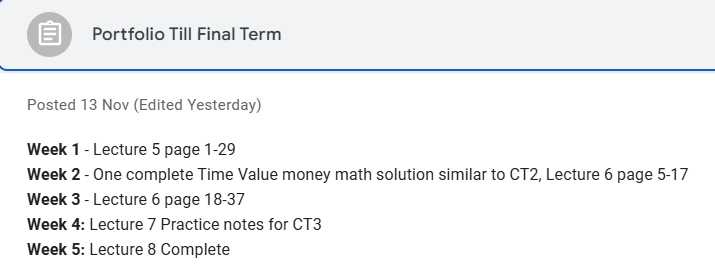 Portfolio Till Final Term
Posted 13 Nov (Edited Yesterday)
Week 1 - Lecture 5 page 1-29
Week 2 - One complete Time Value money math solution similar to CT2, Lecture 6 page 5-17
Week 3 - Lecture 6 page 18-37
Week 4: Lecture 7 Practice notes for CT3
Week 5: Lecture 8 Complete